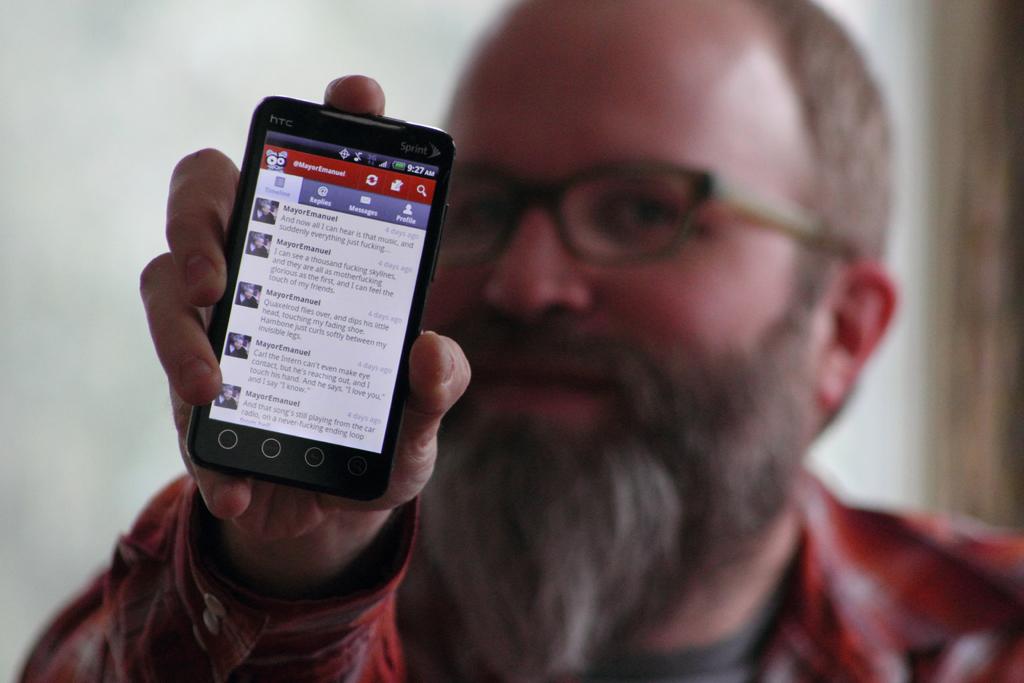 hTC
Sprint
9:27 AM
@MayorEmanuel
Timeline
@
Replies
Messages
Profile
MayorEmanuel
4 days ago
And now all I can hear is that music, and
suddenly everything just fucking...
MayorEmanuel
4 days ago
I can see a thousand fucking skylines,
and they are all as motherfucking
glorious as the first, and I can feel the
touch of my friends.
MayorEmanuel
4 days ago
Quaxelrod flies over, and dips his little
head, touching my fading shoe.
Hambone just curls softly between my
invisible legs.
MayorEmanuel
4 days ago
Carl the Intern can't even make eye
contact, but he's reaching out, and I
touch his hand. And he says, "I love you,"
and I say "I know."
MayorEmanuel
4 days ago
And that song's still playing from the car
radio, on a never-fucking ending loop